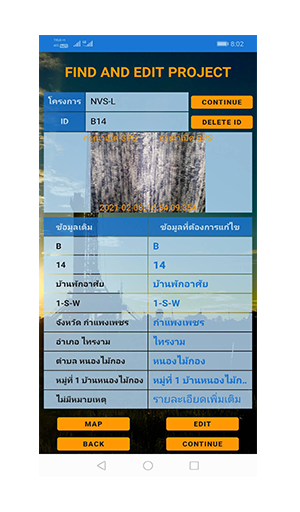 8:02
FIND AND EDIT PROJECT
โครงการ NVS-L CONTINUE
ID B14 DELETE ID
ข้อมูลเดิม ข้อมูลที่ต้องการแก้ไข
B B
14 14
บ้านพักอาศัย บ้านพักอาศัย
1-S-W 1-S-W
จังหวัด กำแพงเพชร กำแพงเพชร
อำเภอ ไทรงาม ไทรงาม
ตำบล หนองไม้กอง หนองไม้กอง
หมู่ที่ 1 บ้านหนองไม้กอง หมู่ที่ 1 บ้านหนองไม้ก..
ไม่มีหมายเหตุ รายละเอียดเพิ่มเติม
MAP EDIT
BACK CONTINUE